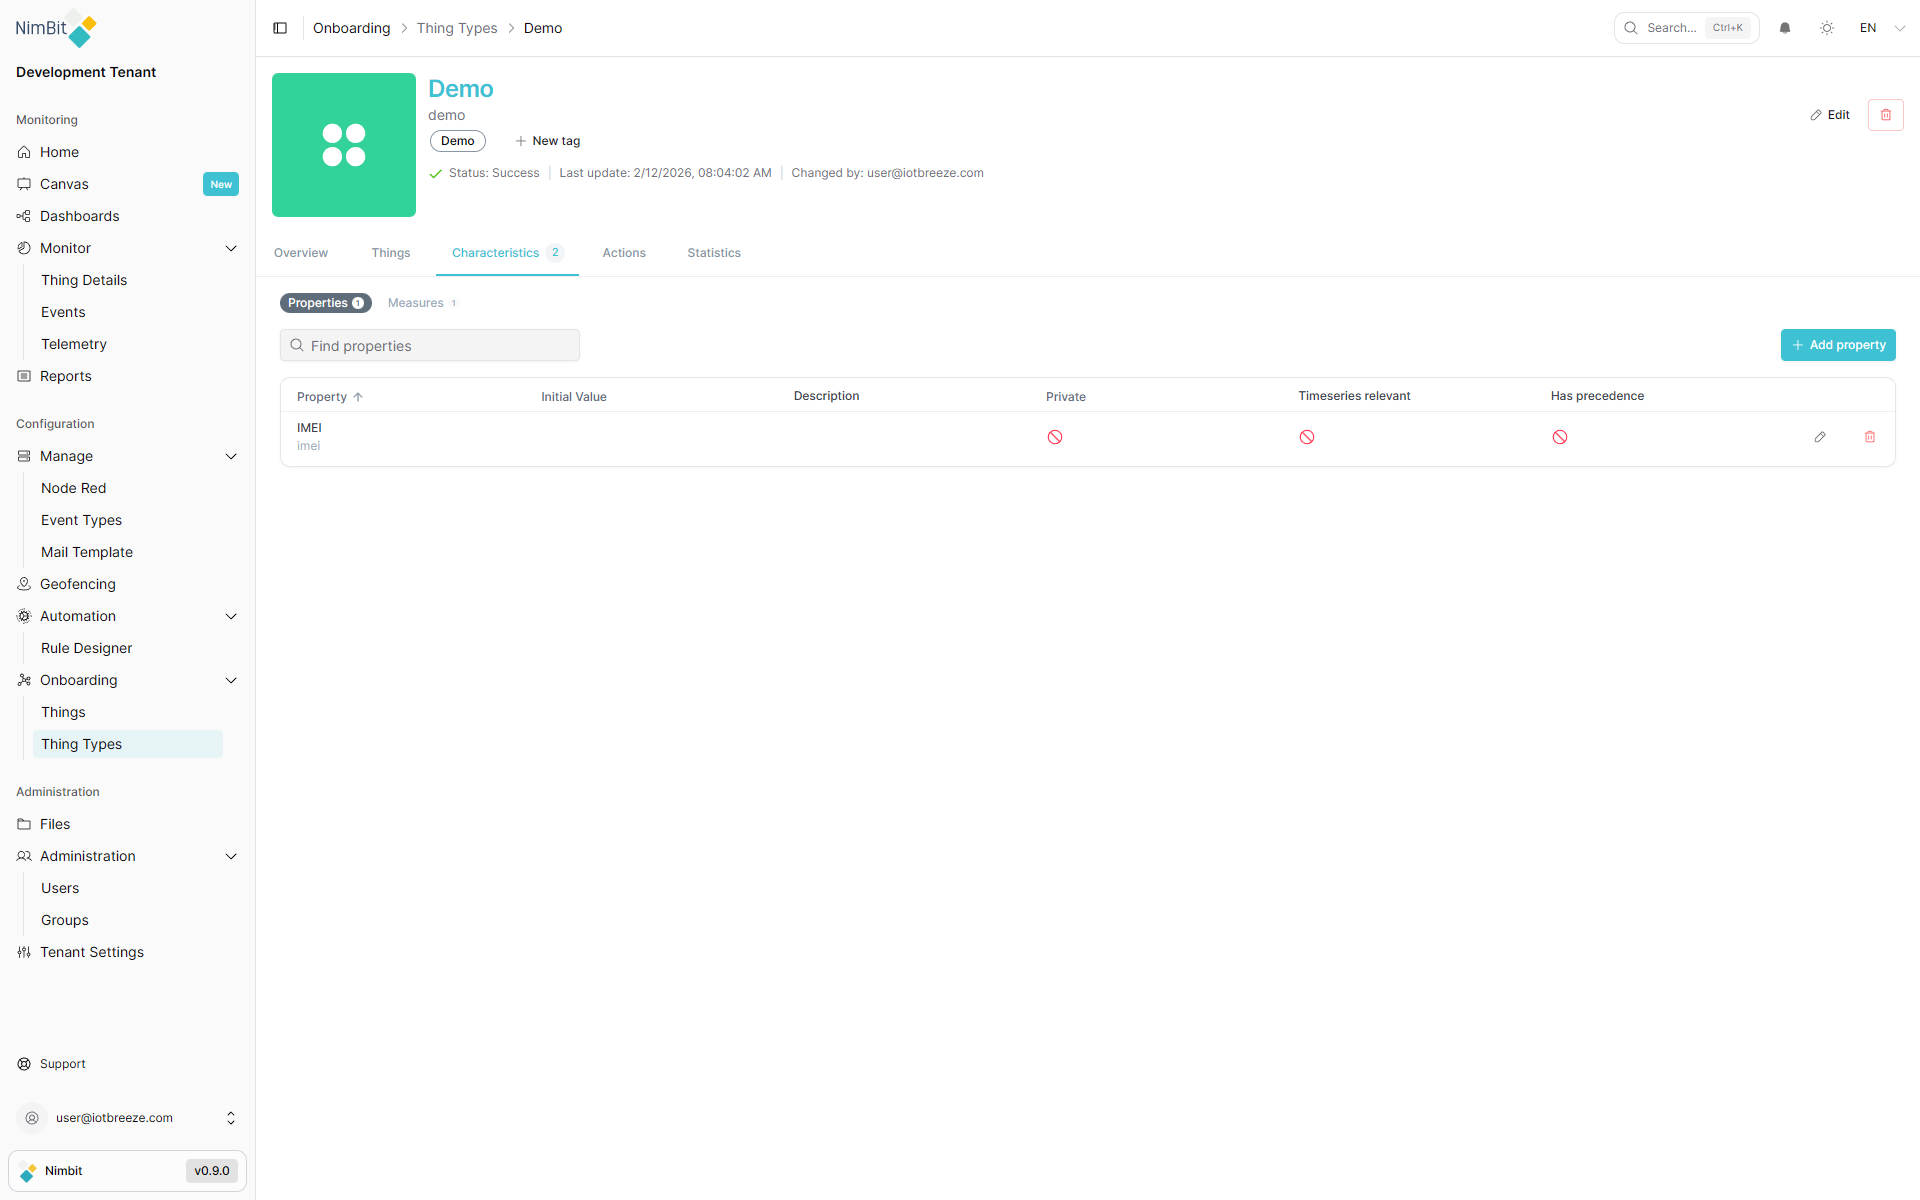 NimBit
Development Tenant
Monitoring
Home
Canvas
New
Dashboards
Monitor
Thing Details
Events
Telemetry
Reports
Configuration
Manage
Node Red
Event Types
Mail Template
Geofencing
Automation
Rule Designer
Onboarding
Things
Thing Types
Administration
Files
Administration
Users
Groups
Tenant Settings
Support
user@iotbreeze.com
Nimbit
v0.9.0
Onboarding
Thing Types
Demo
Search...
Ctrl+K
EN
Demo
demo
Demo
New tag
Status: Success
Last update: 2/12/2026, 08:04:02 AM
Changed by: user@iotbreeze.com
Edit
Overview
Things
Characteristics 2
Actions
Statistics
Properties 1
Measures 1
Find properties
Add property
Property
Initial Value
Description
Private
Timeseries relevant
Has precedence
IMEI
imei